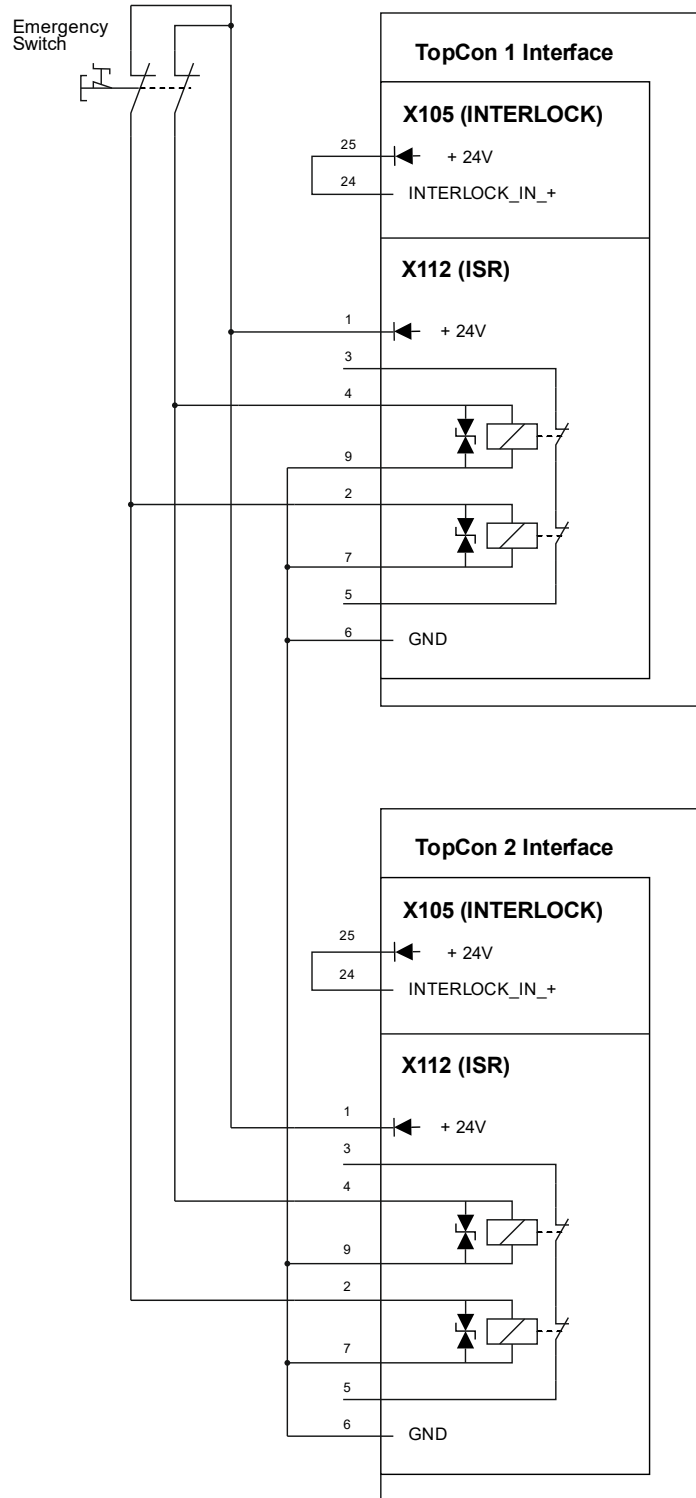 Emergency
Switch
TopCon 1 Interface
X105 (INTERLOCK)
25
+ 24V
24
INTERLOCK_IN_+
X112 (ISR)
1
+ 24V
3
4
9
2
7
5
6
GND
TopCon 2 Interface
X105 (INTERLOCK)
25
+ 24V
24
INTERLOCK_IN_+
X112 (ISR)
1
+ 24V
3
4
9
2
7
5
6
GND